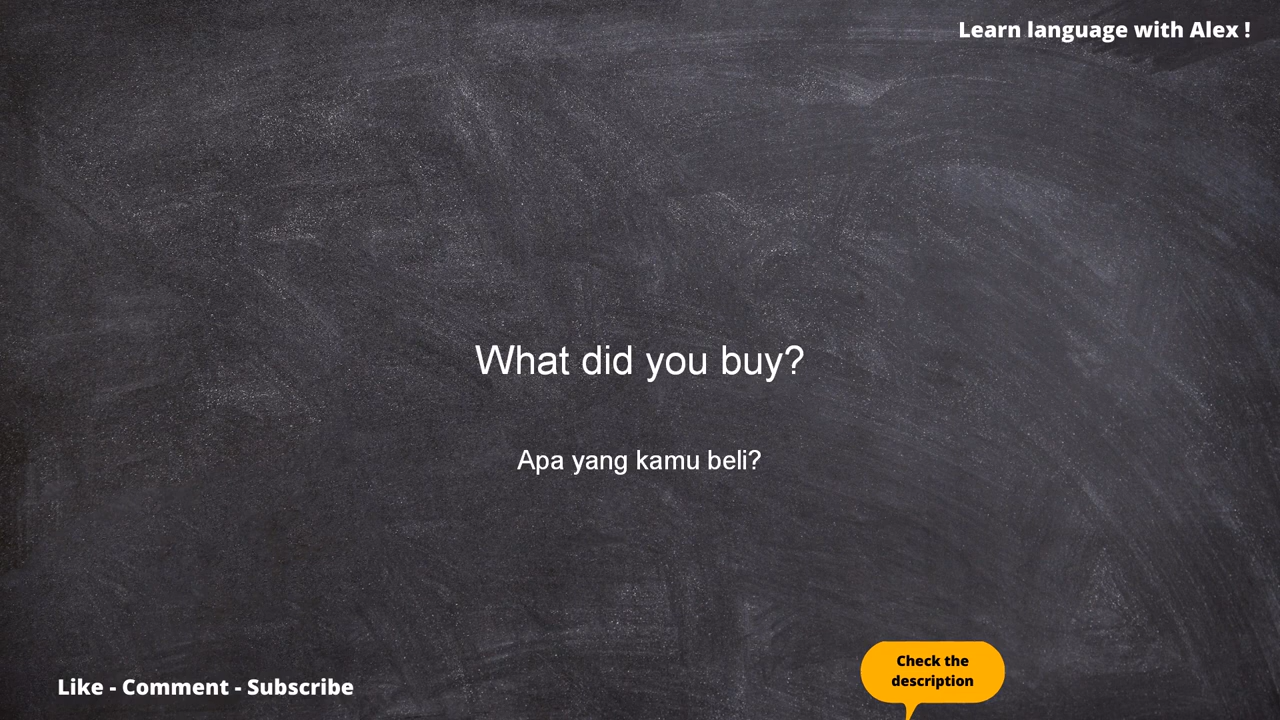 Learn language with Alex !
What did you buy?
Apa yang kamu beli?
Like - Comment - Subscribe
Check the
description